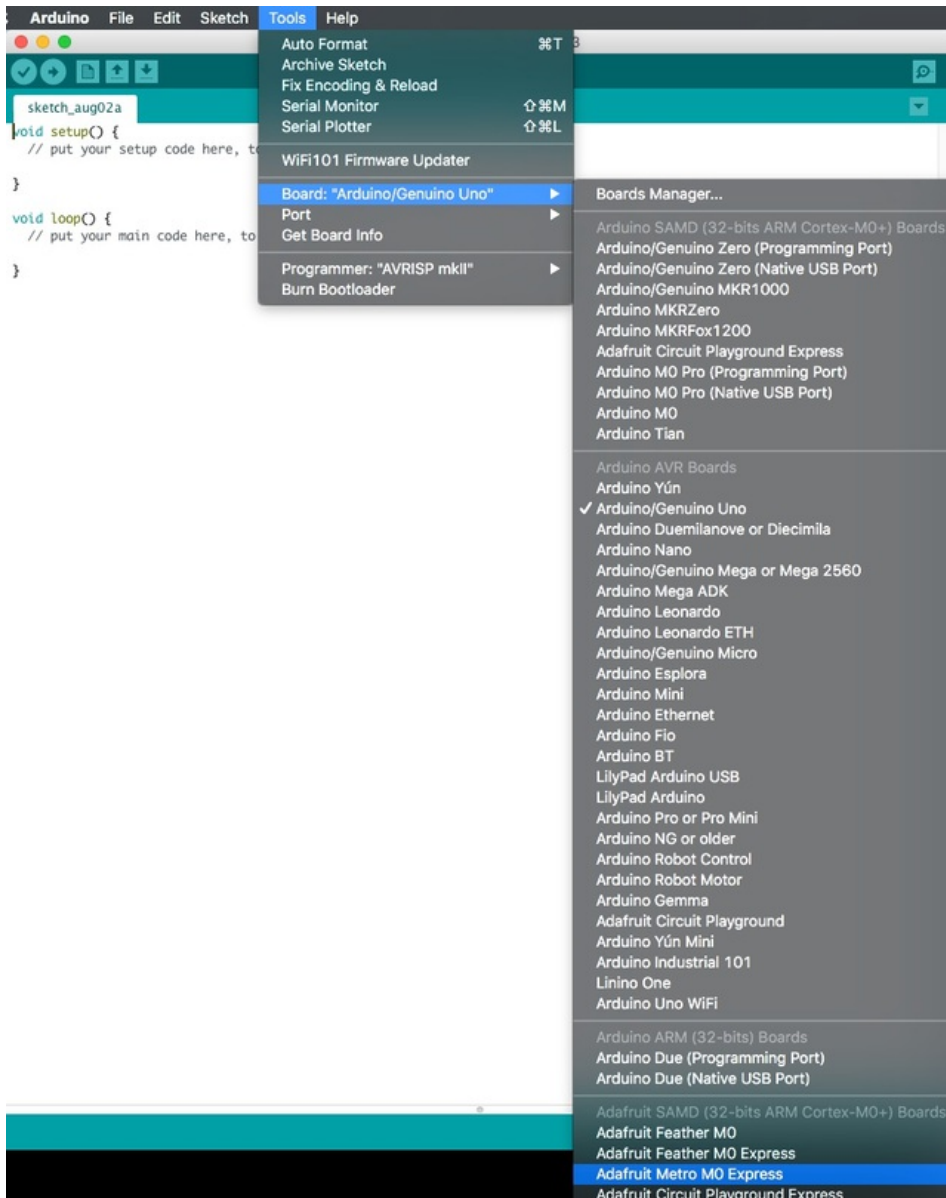 Arduino File Edit Sketch Tools Help
3
sketch_aug02a
void setup() {
// put your setup code here, to
}
void loop() {
// put your main code here, to
}
Auto Format ⌘T
Archive Sketch
Fix Encoding & Reload
Serial Monitor ⇧⌘M
Serial Plotter ⇧⌘L
WiFi101 Firmware Updater
Board: "Arduino/Genuino Uno"
Port
Get Board Info
Programmer: "AVRISP mkII"
Burn Bootloader
Boards Manager...
Arduino SAMD (32-bits ARM Cortex-M0+) Boards
Arduino/Genuino Zero (Programming Port)
Arduino/Genuino Zero (Native USB Port)
Arduino/Genuino MKR1000
Arduino MKRZero
Arduino MKRFox1200
Adafruit Circuit Playground Express
Arduino M0 Pro (Programming Port)
Arduino M0 Pro (Native USB Port)
Arduino M0
Arduino Tian
Arduino AVR Boards
Arduino Yún
✓ Arduino/Genuino Uno
Arduino Duemilanove or Diecimila
Arduino Nano
Arduino/Genuino Mega or Mega 2560
Arduino Mega ADK
Arduino Leonardo
Arduino Leonardo ETH
Arduino/Genuino Micro
Arduino Esplora
Arduino Mini
Arduino Ethernet
Arduino Fio
Arduino BT
LilyPad Arduino USB
LilyPad Arduino
Arduino Pro or Pro Mini
Arduino NG or older
Arduino Robot Control
Arduino Robot Motor
Arduino Gemma
Adafruit Circuit Playground
Arduino Yún Mini
Arduino Industrial 101
Linino One
Arduino Uno WiFi
Arduino ARM (32-bits) Boards
Arduino Due (Programming Port)
Arduino Due (Native USB Port)
Adafruit SAMD (32-bits ARM Cortex-M0+) Boards
Adafruit Feather M0
Adafruit Feather M0 Express
Adafruit Metro M0 Express
Adafruit Circuit Playground Express